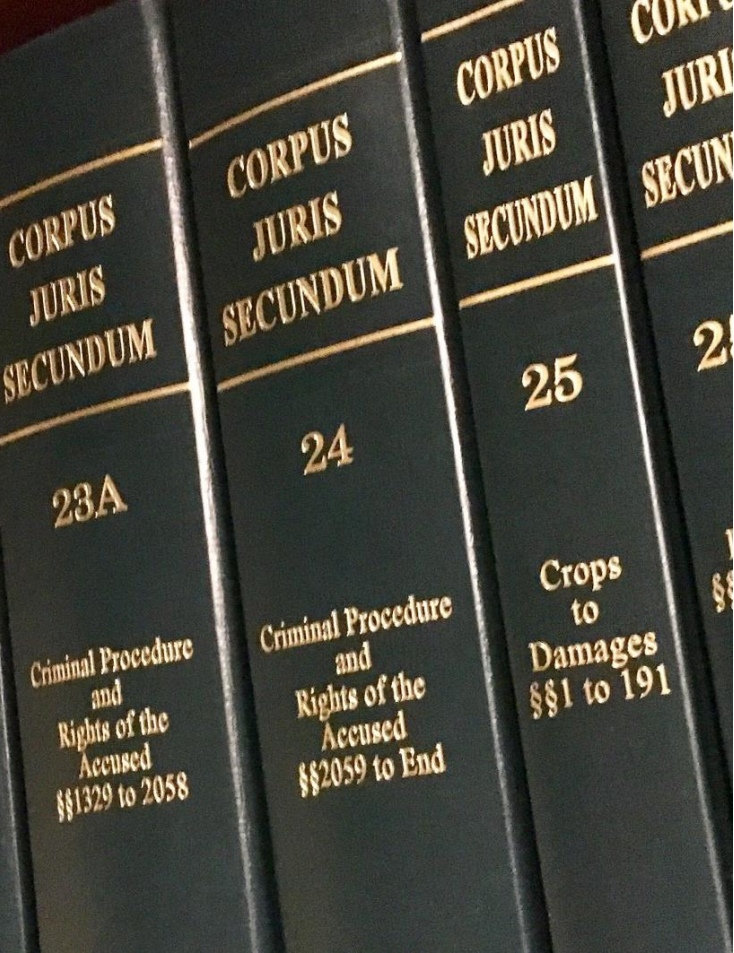 CORPUS
JURIS
SECUNDUM
23A
Criminal Procedure
and
Rights of the
Accused
§§1329 to 2058
CORPUS
JURIS
SECUNDUM
24
Criminal Procedure
and
Rights of the
Accused
§§2059 to End
CORPUS
JURIS
SECUNDUM
25
Crops
to
Damages
§§1 to 191